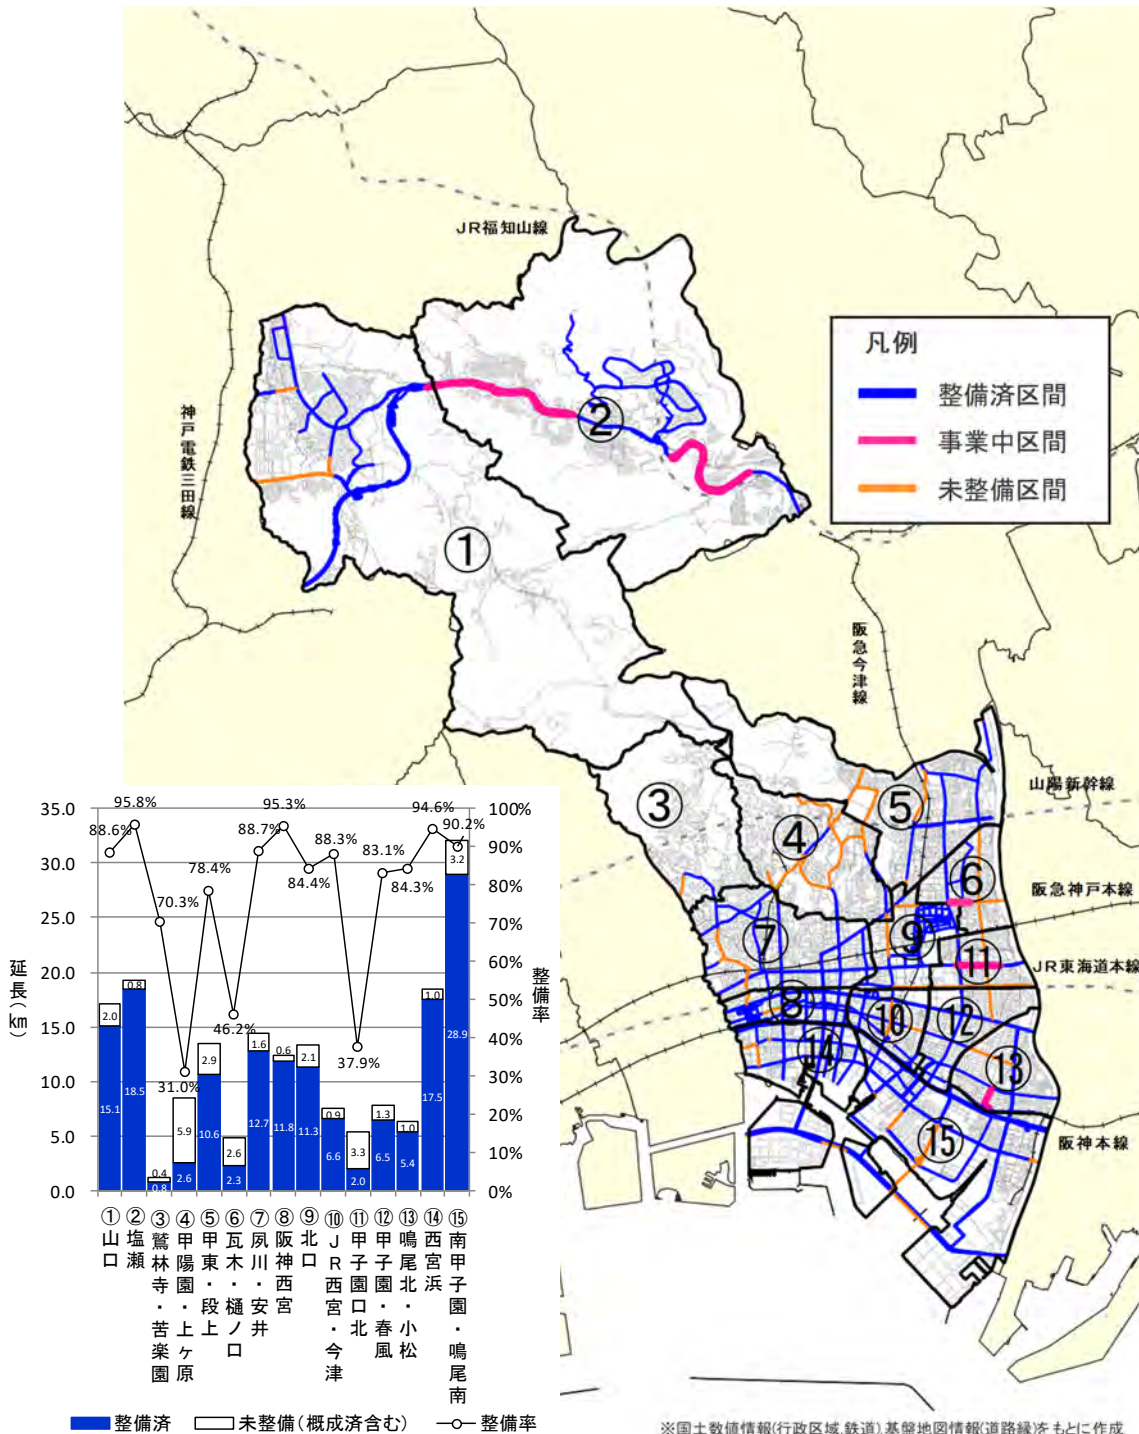 JR福知山線
神戸電鉄三田線
凡例
整備済区間
事業中区間
未整備区間
①
②
阪急今津線
③
④
⑤
⑥
⑦
⑧
⑨
⑩
⑪
⑫
⑬
⑭
⑮
山陽新幹線
阪急神戸本線
JR東海道本線
阪神本線
延長(㎞)
35.0
30.0
25.0
20.0
15.0
10.0
5.0
0.0
整備率
100%
90%
80%
70%
60%
50%
40%
30%
20%
10%
0%
88.6%
95.8%
70.3%
31.0%
78.4%
46.2%
88.7%
95.3%
84.4%
88.3%
37.9%
83.1%
84.3%
94.6%
90.2%
2.0
0.8
0.4
5.9
2.9
2.6
1.6
0.6
2.1
0.9
3.3
1.3
1.0
1.0
3.2
15.1
18.5
0.8
2.6
10.6
2.3
12.7
11.8
11.3
6.6
2.0
6.5
5.4
17.5
28.9
①山口
②塩瀬
③鷲林寺・苦楽園
④甲陽園・上ヶ原
⑤甲東・段上
⑥瓦木・樋ノ口
⑦夙川・安井
⑧阪神西宮
⑨北口
⑩JR西宮・今津
⑪甲子園口北
⑫甲子園・春風
⑬鳴尾北・小松
⑭西宮浜
⑮南甲子園・鳴尾南
整備済
未整備(概成済含む)
整備率
※国土数値情報(行政区域,鉄道),基盤地図情報(道路縁)をもとに作成